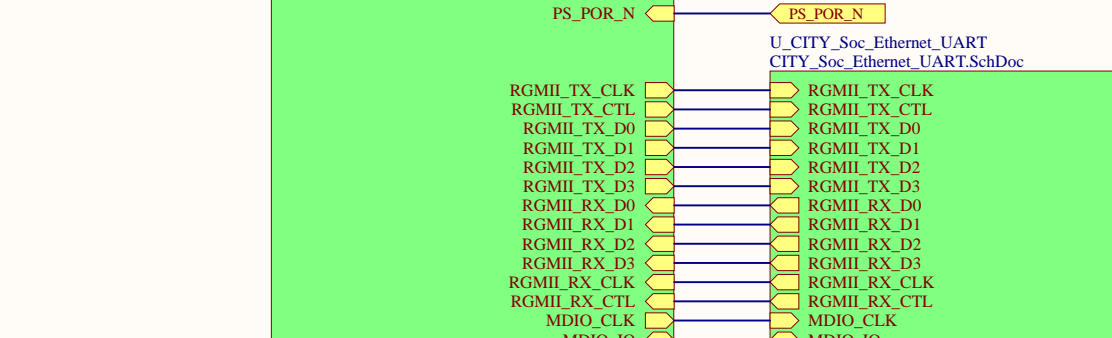 PS_POR_N PS_POR_N
U_CITY_Soc_Ethernet_UART
CITY_Soc_Ethernet_UART.SchDoc
RGMII_TX_CLK RGMII_TX_CLK
RGMII_TX_CTL RGMII_TX_CTL
RGMII_TX_D0 RGMII_TX_D0
RGMII_TX_D1 RGMII_TX_D1
RGMII_TX_D2 RGMII_TX_D2
RGMII_TX_D3 RGMII_TX_D3
RGMII_RX_D0 RGMII_RX_D0
RGMII_RX_D1 RGMII_RX_D1
RGMII_RX_D2 RGMII_RX_D2
RGMII_RX_D3 RGMII_RX_D3
RGMII_RX_CLK RGMII_RX_CLK
RGMII_RX_CTL RGMII_RX_CTL
MDIO_CLK MDIO_CLK